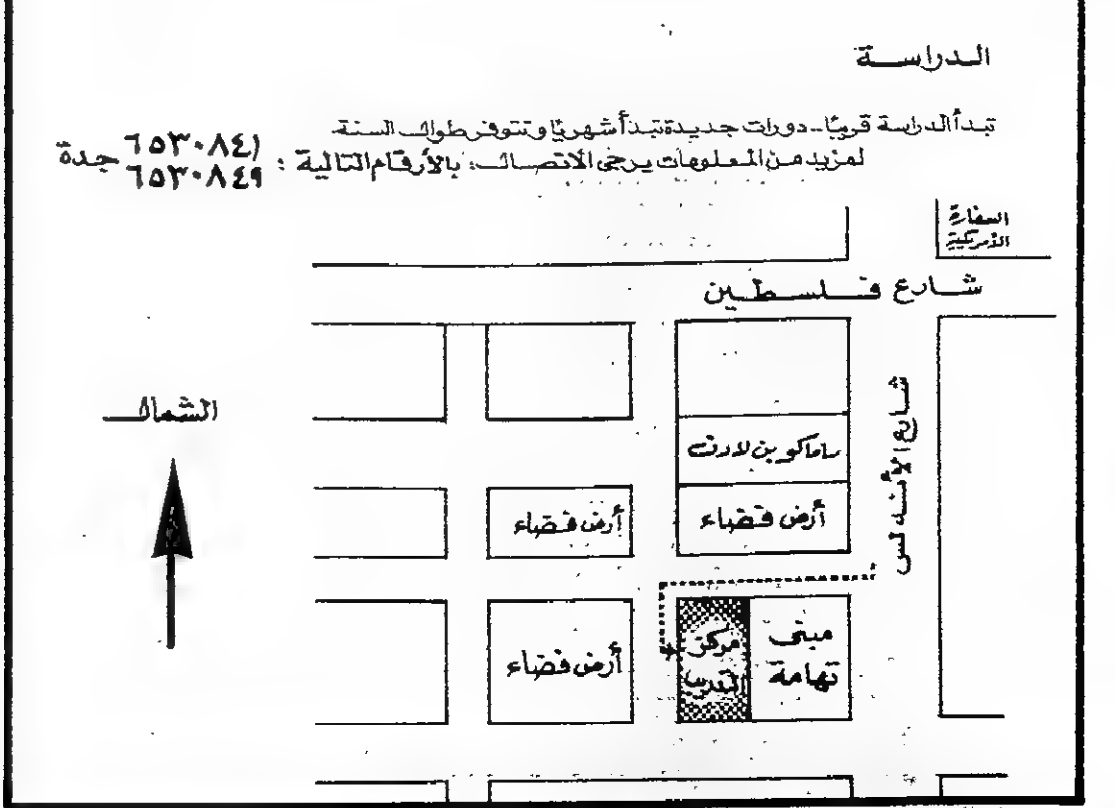 الدراسة
تبدأ الدراسة قريبًا - دورات جديدة تبدأ شهريًا وتتوفر طوال السنة.
لمزيد من المعلومات يرجى الاتصال بالأرقام التالية : ٦٥٣٠٨٤١
٦٥٣٠٨٤٩ جدة
السفارة
الأمريكية
شارع فلسطين
الشمال
شارع الأندلس
ساماكو بن لادن
أرض فضاء
أرض فضاء
أرض فضاء
مركز
التدريب
مبنى
تهامة